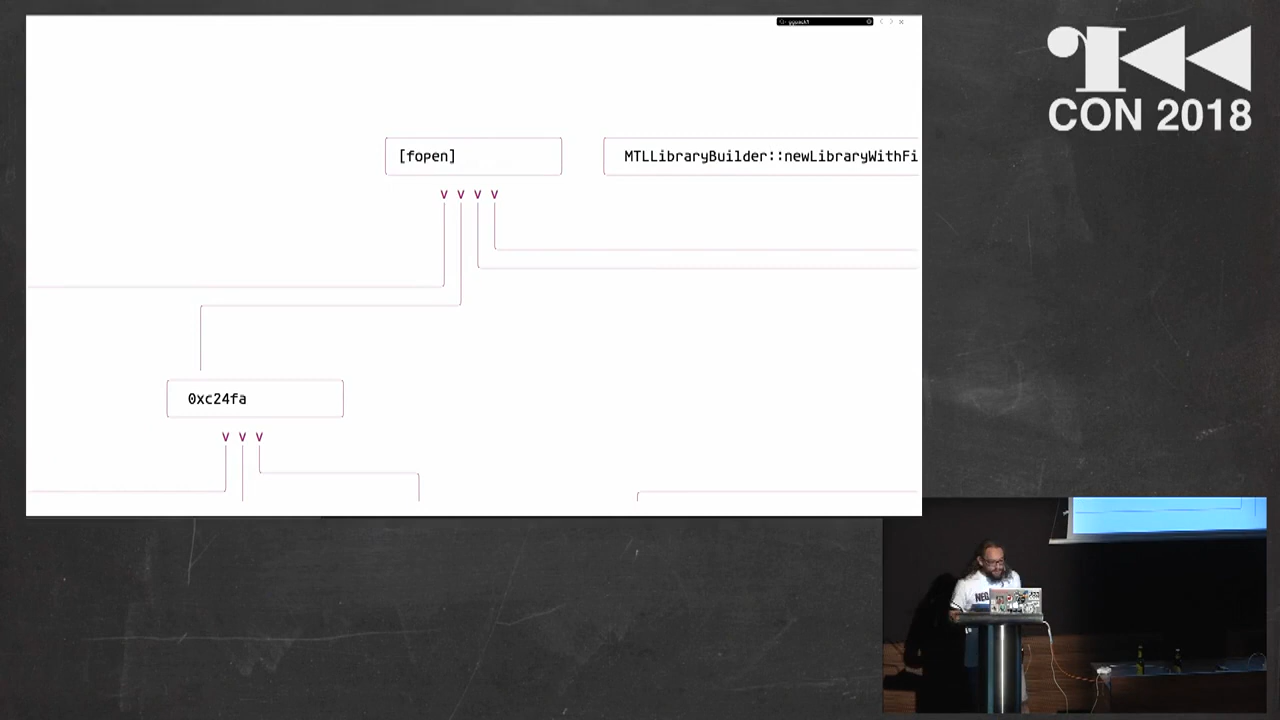 [fopen]
MTLLibraryBuilder::newLibraryWithFi
v v v v
0xc24fa
v v v
CON 2018